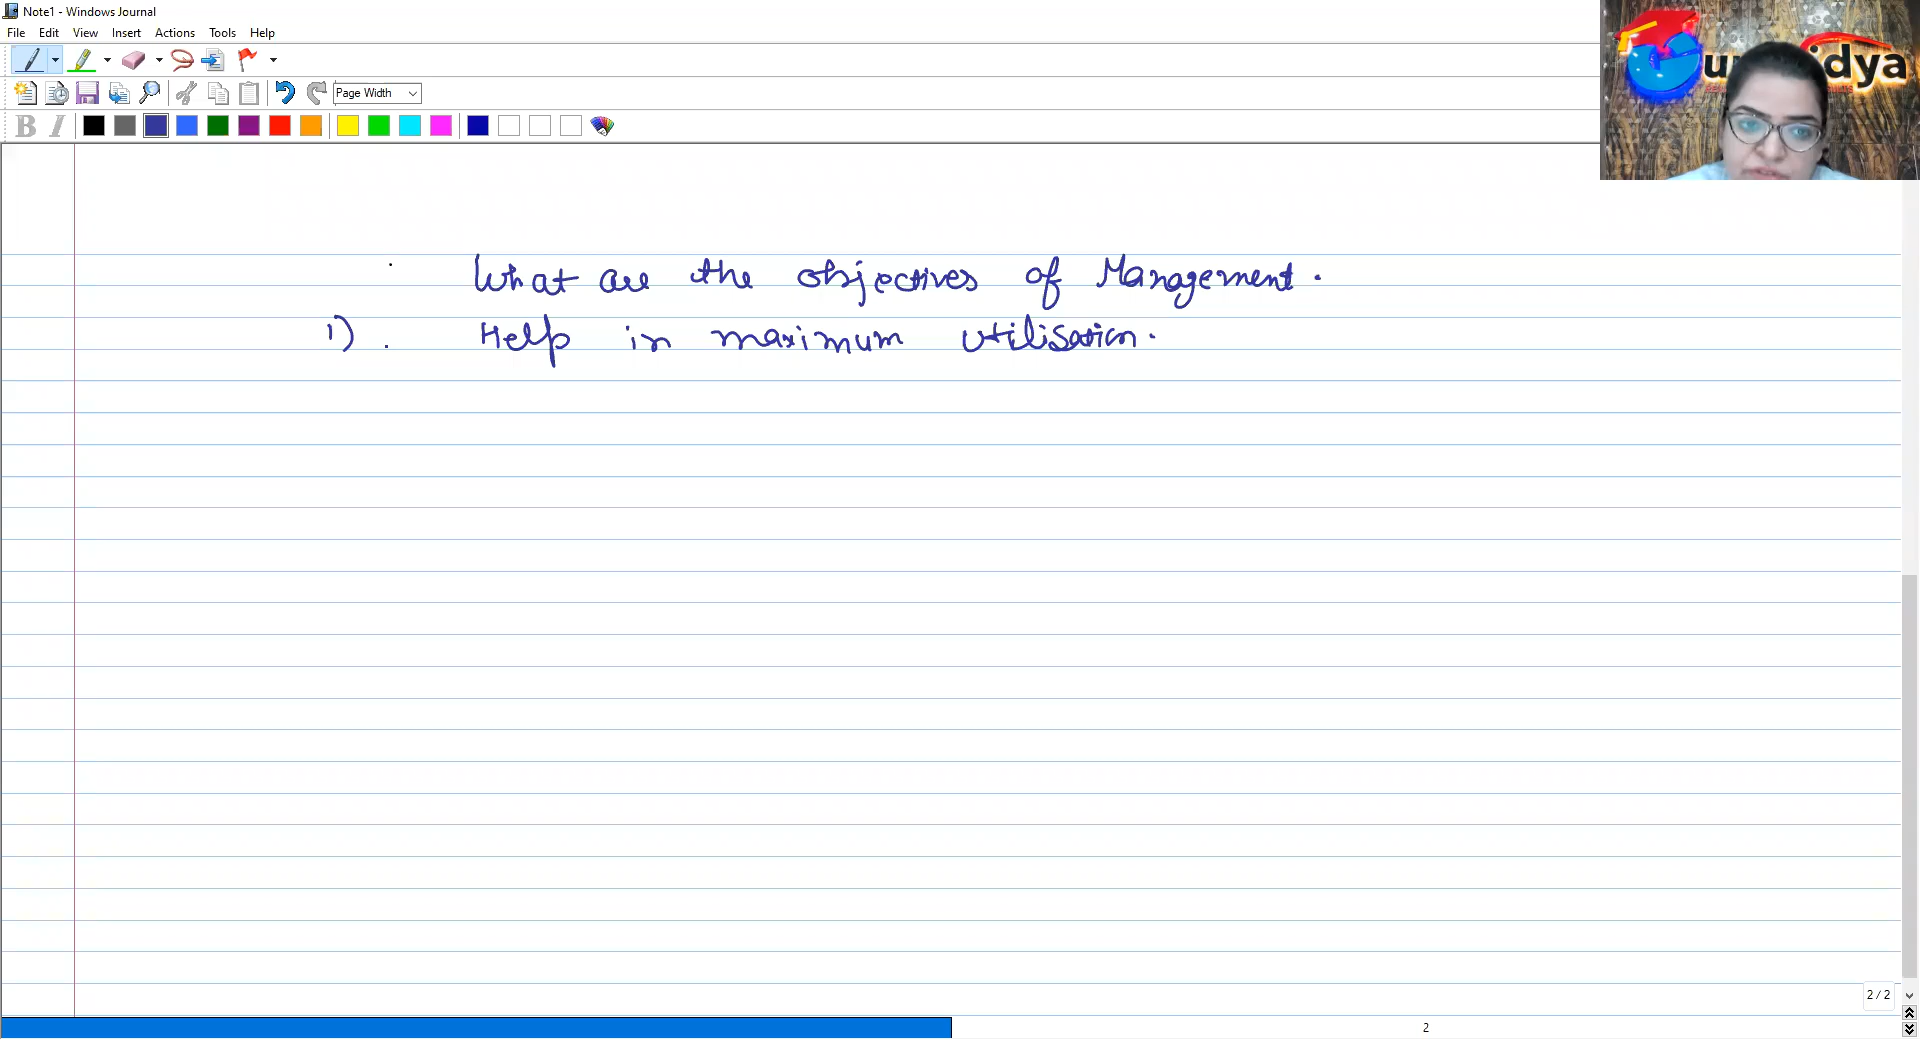 Note1 - Windows Journal
File Edit View Insert Actions Tools Help
Page Width
B I
What are the objectives of Management.
1). Help in maximum utilisation.
2 / 2
2